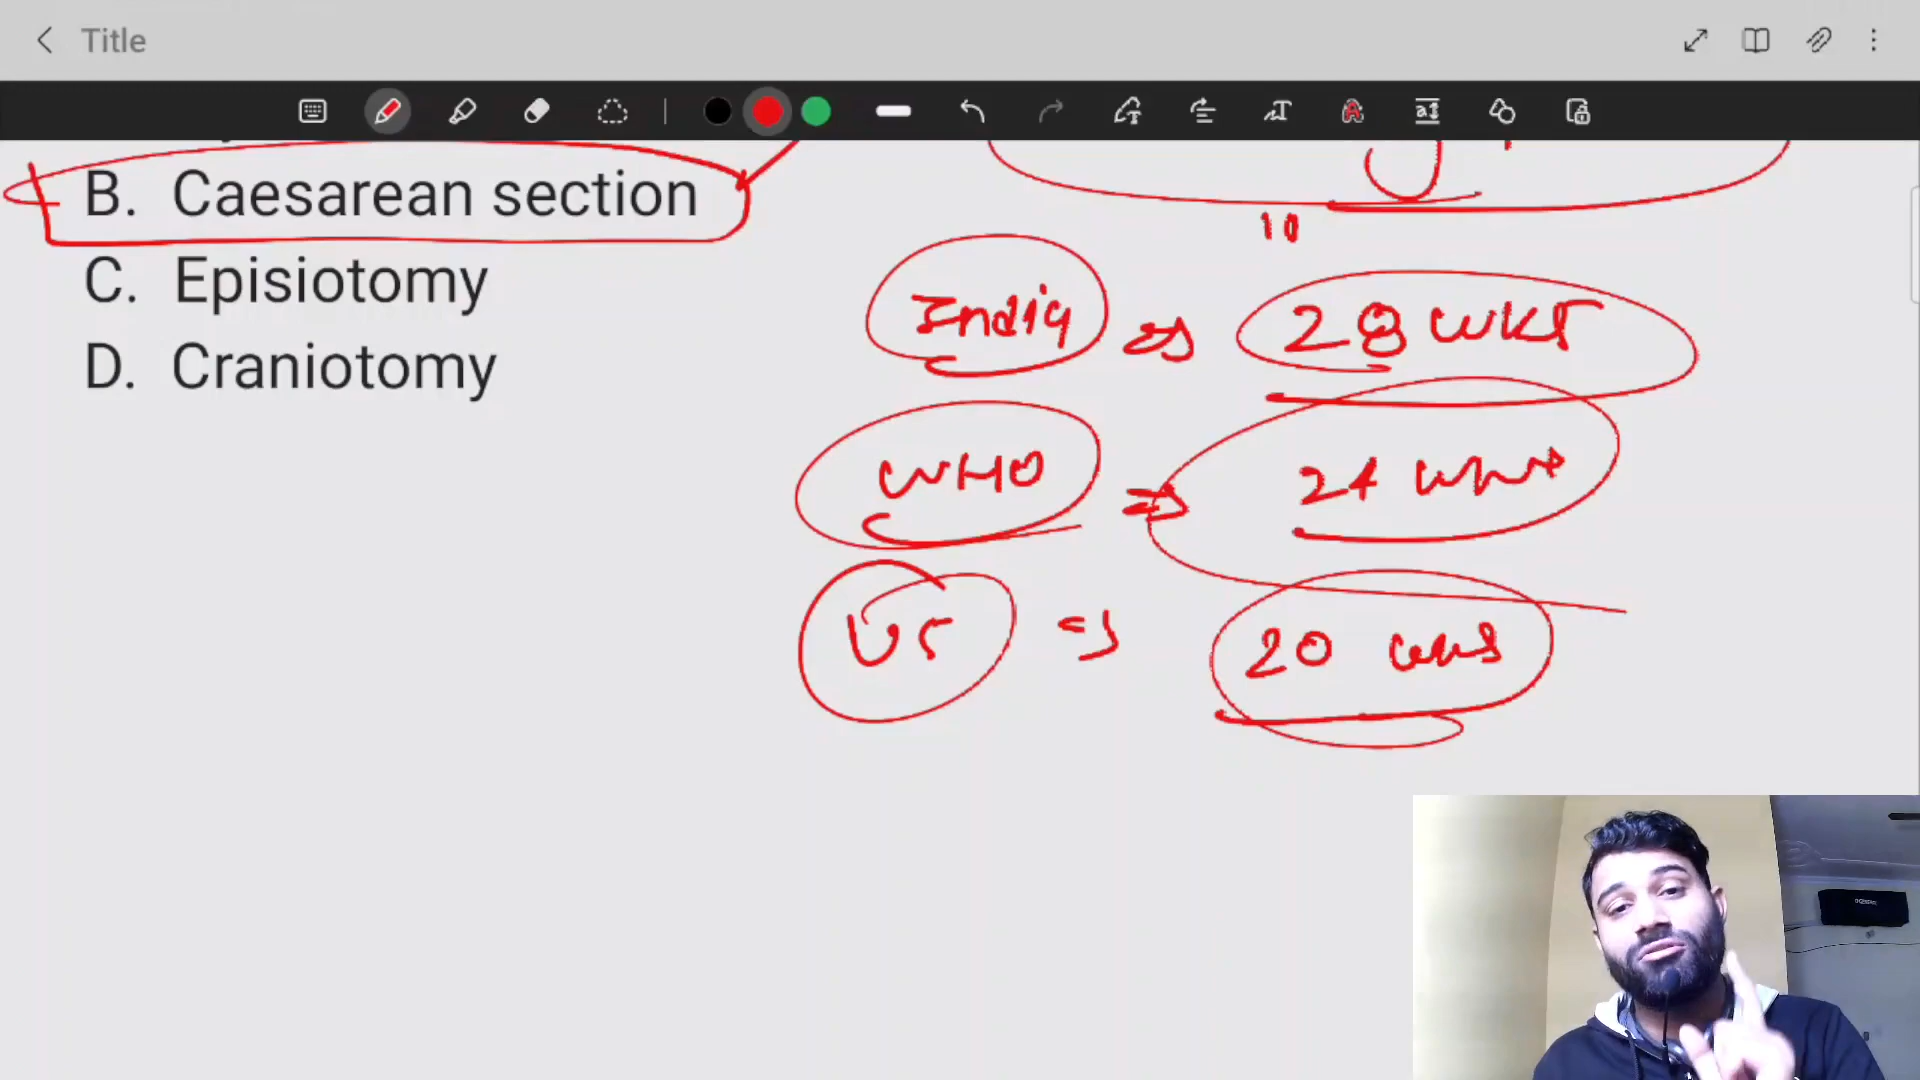 Title
B. Caesarean section
C. Episiotomy
D. Craniotomy
10
India => 28 wks
WHO => 24 wks
US => 20 wks